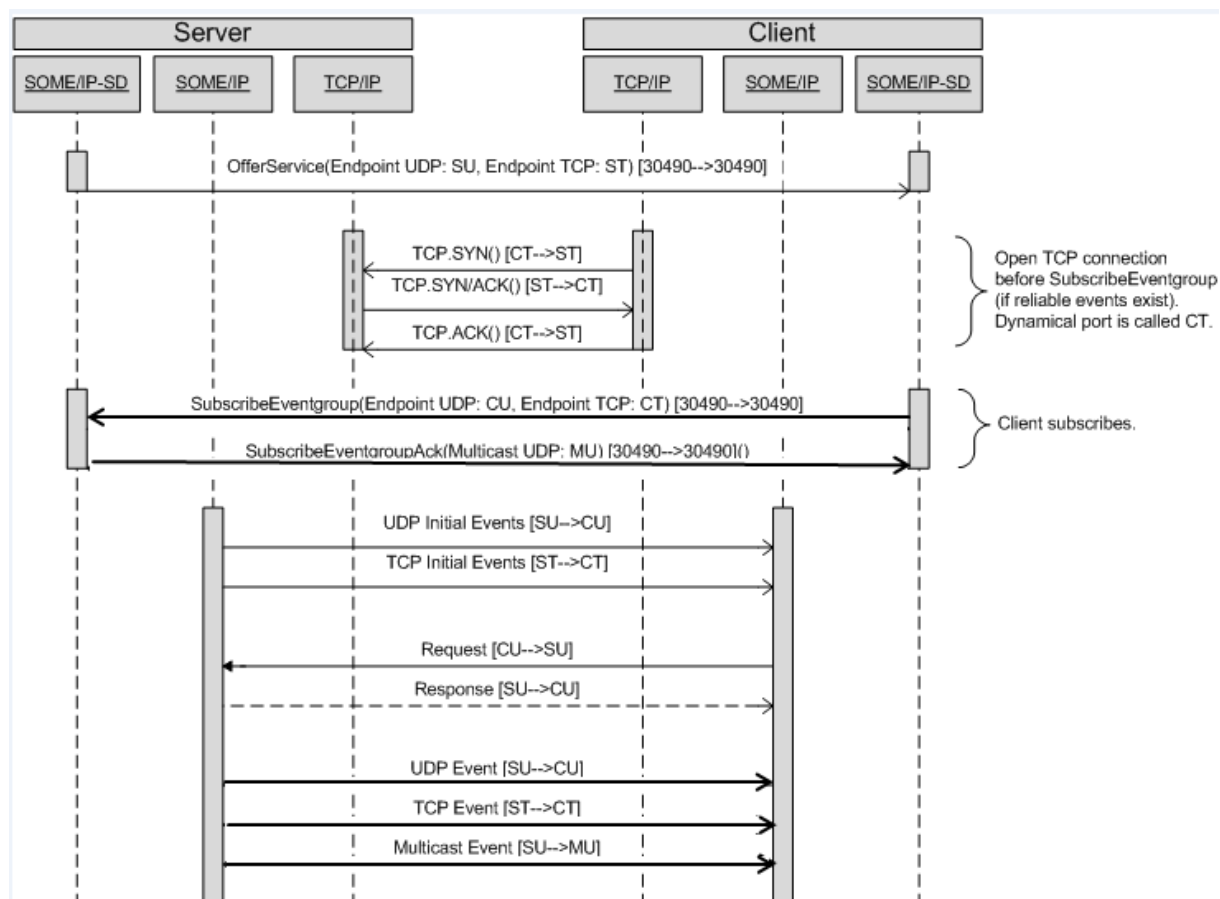 Server
Client
SOME/IP-SD
SOME/IP
TCP/IP
TCP/IP
SOME/IP
SOME/IP-SD
OfferService(Endpoint UDP: SU, Endpoint TCP: ST) [30490-->30490]
TCP.SYN() [CT-->ST]
TCP.SYN/ACK() [ST-->CT]
TCP.ACK() [CT-->ST]
Open TCP connection
before SubscribeEventgroup
(if reliable events exist).
Dynamical port is called CT.
SubscribeEventgroup(Endpoint UDP: CU, Endpoint TCP: CT) [30490-->30490]
SubscribeEventgroupAck(Multicast UDP: MU) [30490-->30490]()
Client subscribes.
UDP Initial Events [SU-->CU]
TCP Initial Events [ST-->CT]
Request [CU-->SU]
Response [SU-->CU]
UDP Event [SU-->CU]
TCP Event [ST-->CT]
Multicast Event [SU-->MU]